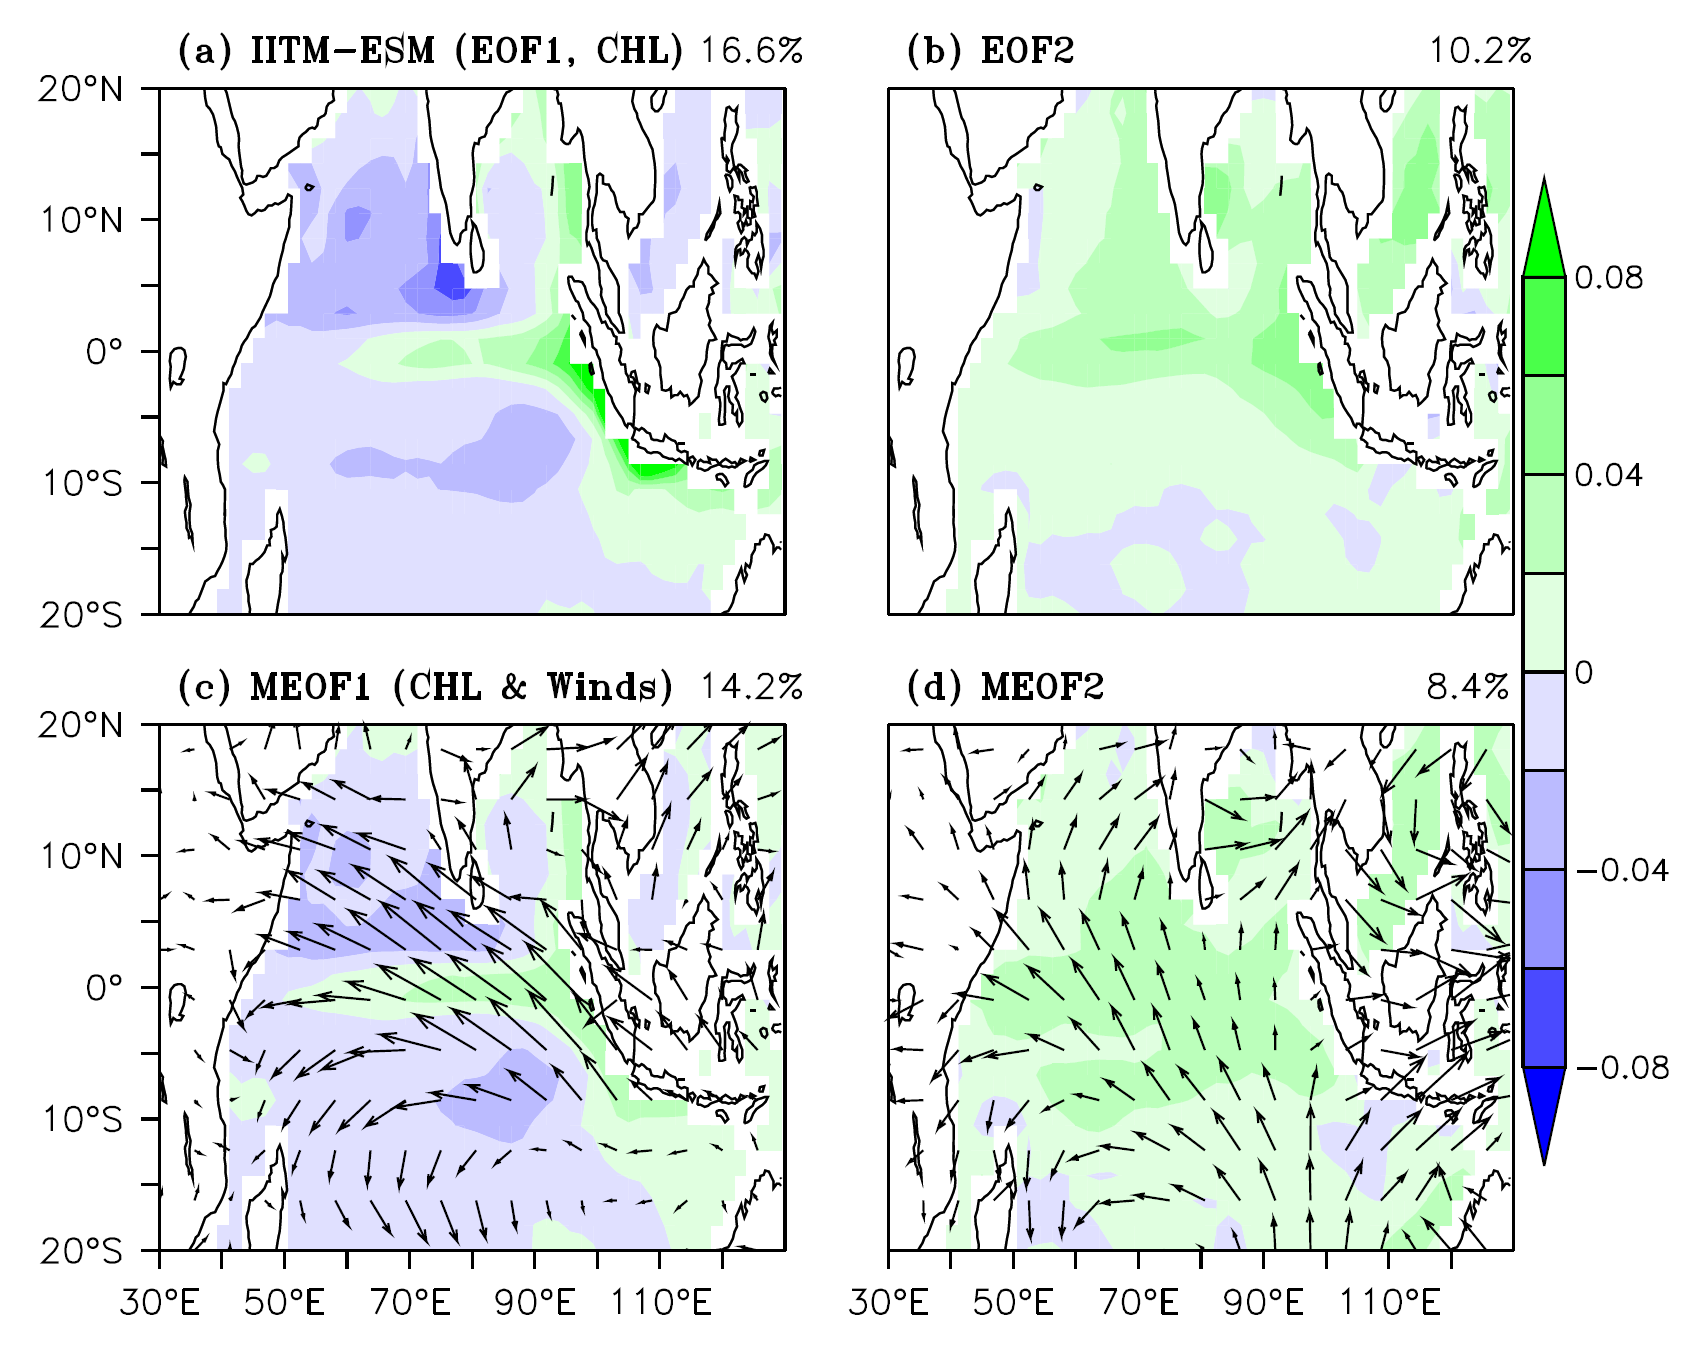 (a) IITM-ESM (EOF1, CHL) 16.6%
(b) EOF2 10.2%
20°N
10°N
0°
10°S
20°S
0.08
0.04
0
-0.04
-0.08
(c) MEOF1 (CHL & Winds) 14.2%
(d) MEOF2 8.4%
20°N
10°N
0°
10°S
20°S
30°E 50°E 70°E 90°E 110°E
30°E 50°E 70°E 90°E 110°E